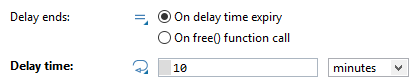 Delay ends: On delay time expiry
On free() function call
Delay time: 10 minutes